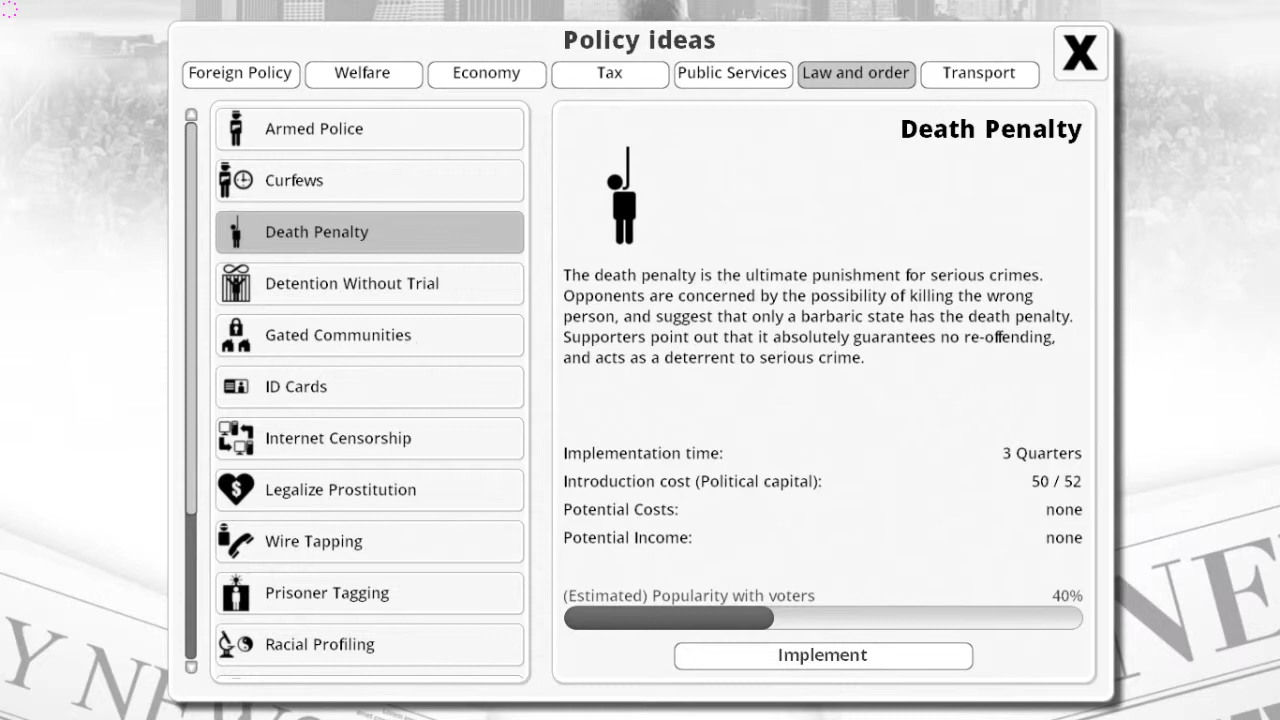 Policy ideas
X
Foreign Policy
Welfare
Economy
Tax
Public Services
Law and order
Transport
Armed Police
Curfews
Death Penalty
Detention Without Trial
Gated Communities
ID Cards
Internet Censorship
Legalize Prostitution
Wire Tapping
Prisoner Tagging
Racial Profiling
Death Penalty
The death penalty is the ultimate punishment for serious crimes.
Opponents are concerned by the possibility of killing the wrong
person, and suggest that only a barbaric state has the death penalty.
Supporters point out that it absolutely guarantees no re-offending,
and acts as a deterrent to serious crime.
Implementation time: 3 Quarters
Introduction cost (Political capital): 50 / 52
Potential Costs: none
Potential Income: none
(Estimated) Popularity with voters 40%
Implement